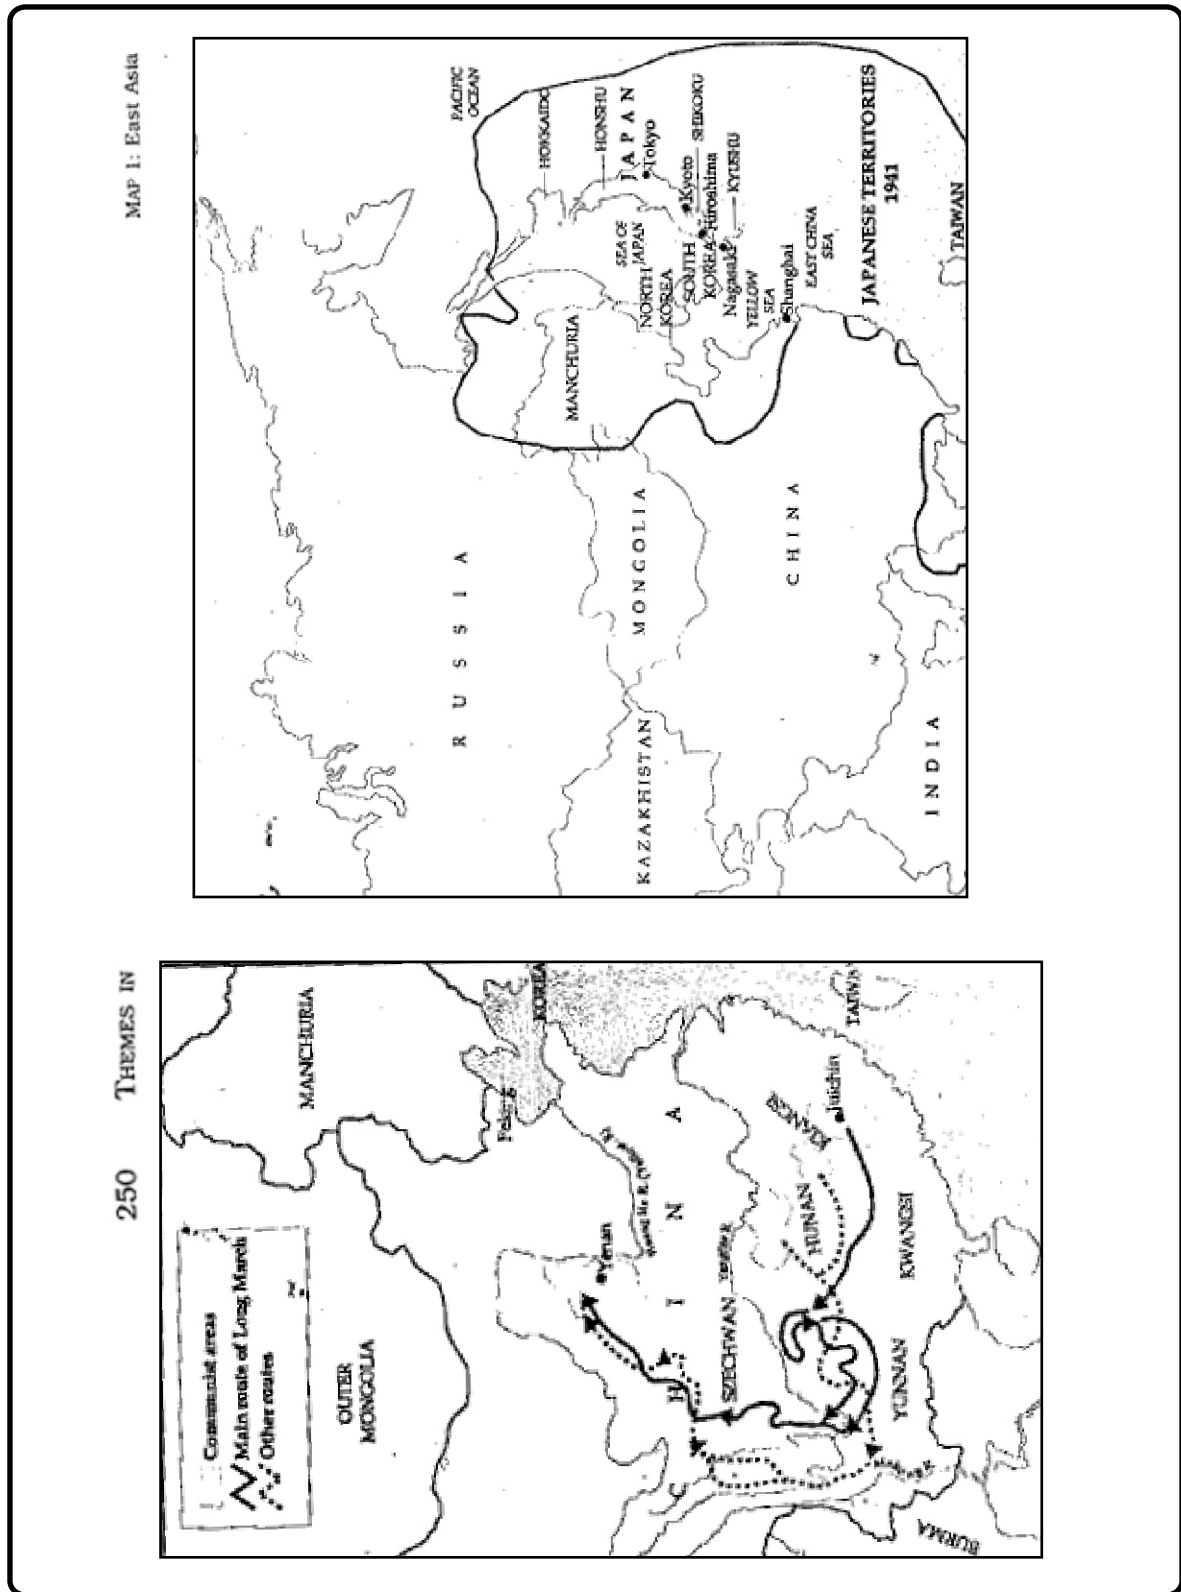 MAP 1: East Asia
PACIFIC
OCEAN
HOKKAIDO
HONSHU
JAPAN
Tokyo
SHIKOKU
Kyoto
Hiroshima
KYUSHU
SEA OF
JAPAN
NORTH
KOREA
SOUTH
KOREA
Nagasaki
YELLOW
SEA
Shanghai
EAST CHINA
SEA
JAPANESE TERRITORIES
1941
TAIWAN
MANCHURIA
RUSSIA
MONGOLIA
CHINA
KAZAKHISTAN
INDIA
250 THEMES IN
Communist areas
Main route of Long March
Other routes
MANCHURIA
OUTER
MONGOLIA
KOREA
Yenan
CHINA
SZECHWAN
HUNAN
KIANGSI
Juichin
KWANGSI
YUNNAN
BURMA